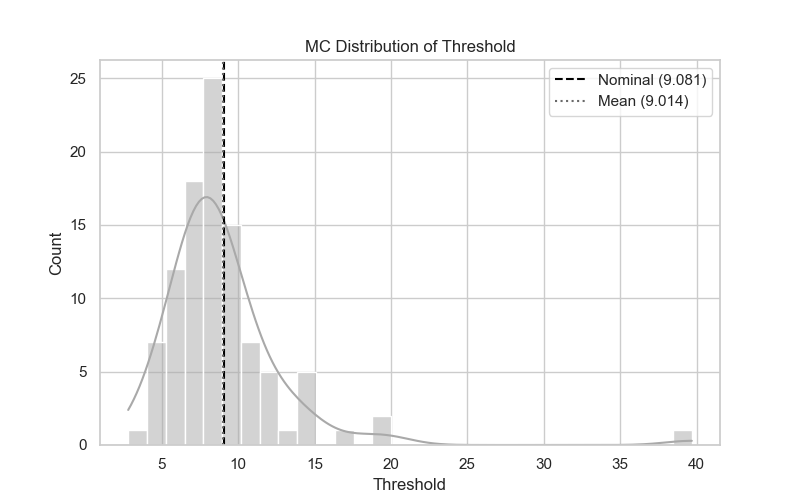 MC Distribution of Threshold
Nominal (9.081)
Mean (9.014)
25
20
15
10
5
0
Count
5 10 15 20 25 30 35 40
Threshold